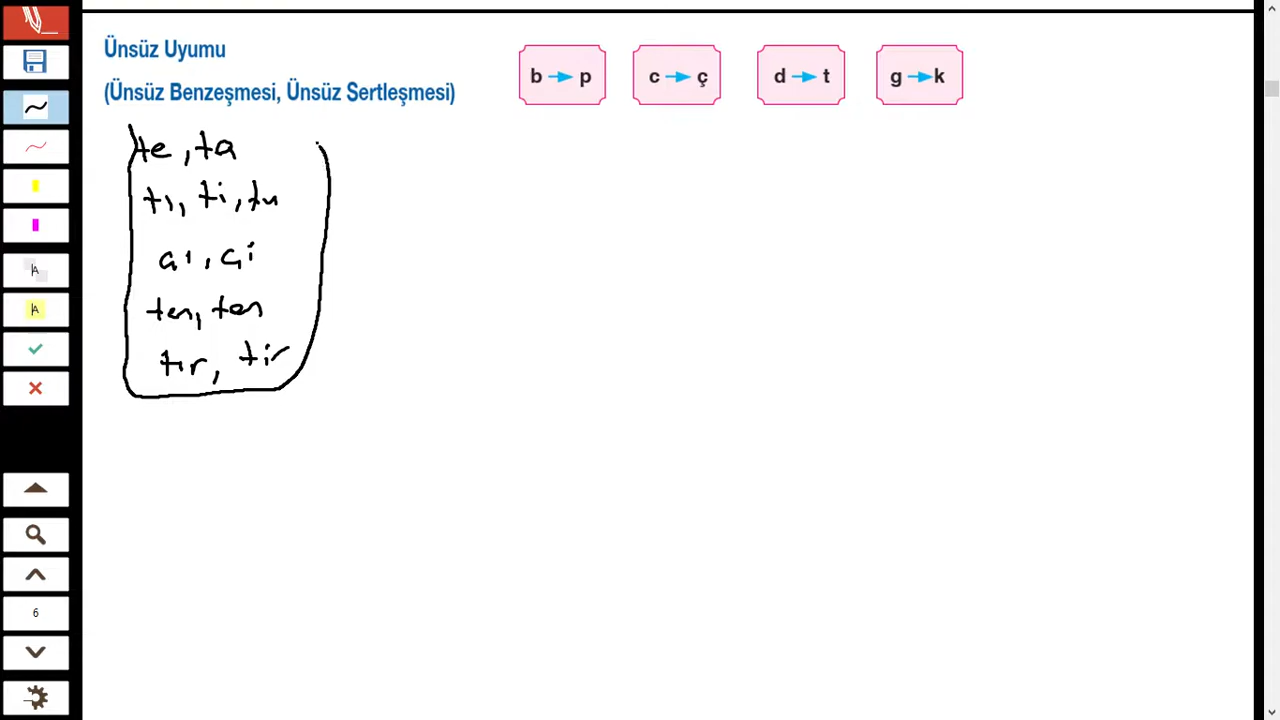 Ünsüz Uyumu
b → p
c → ç
d → t
g → k
(Ünsüz Benzeşmesi, Ünsüz Sertleşmesi)
te, ta
tı, ti, tu
çı, çi
ten, tan
tır, tir
6